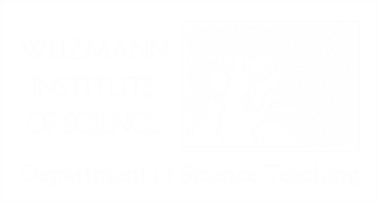 WEIZMANN
INSTITUTE
OF SCIENCE
Department of Science Teaching